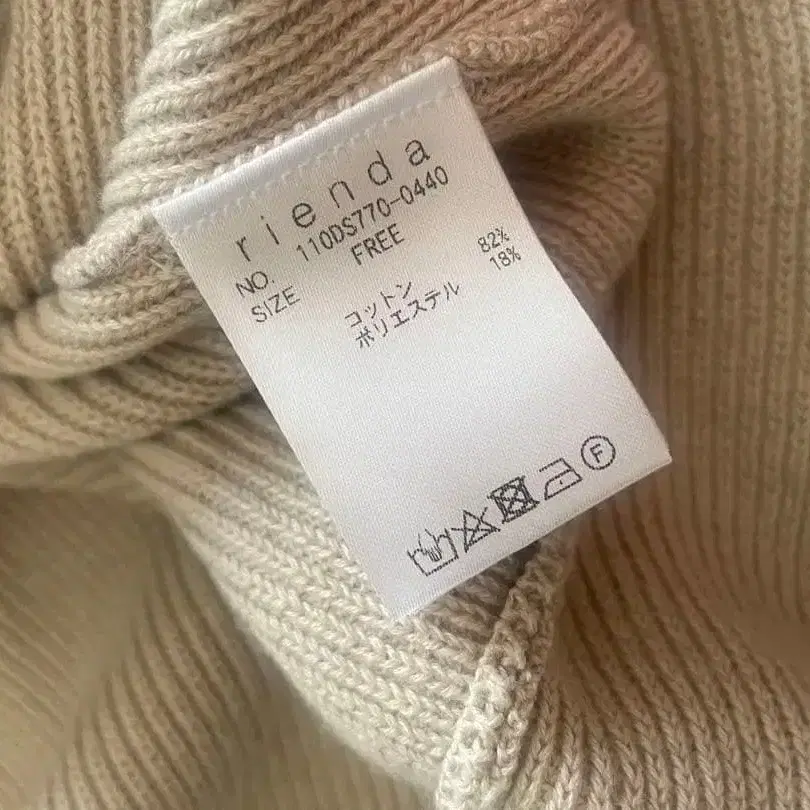 rienda
NO. 110DS770-0440
SIZE FREE
コットン 82%
ポリエステル 18%
F